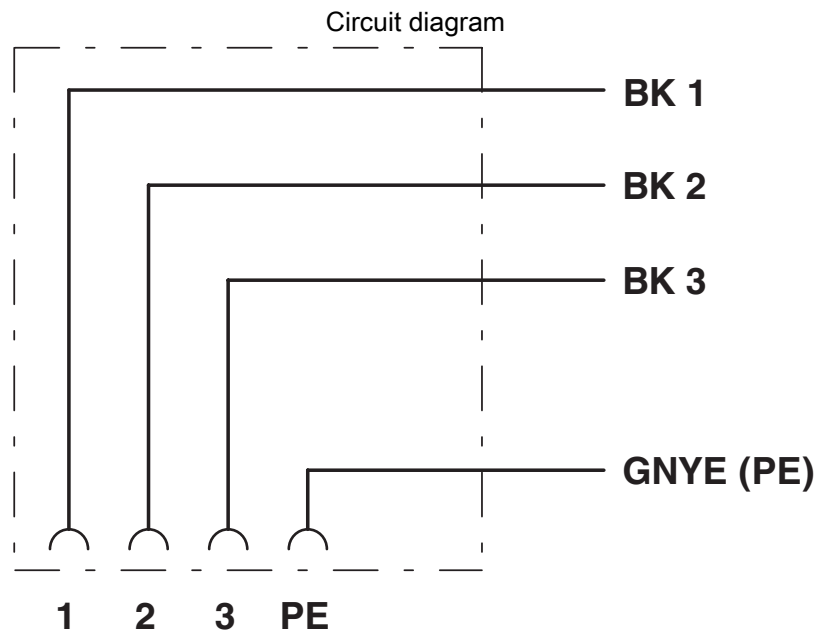 Circuit diagram
BK 1
BK 2
BK 3
GNYE (PE)
1 2 3 PE